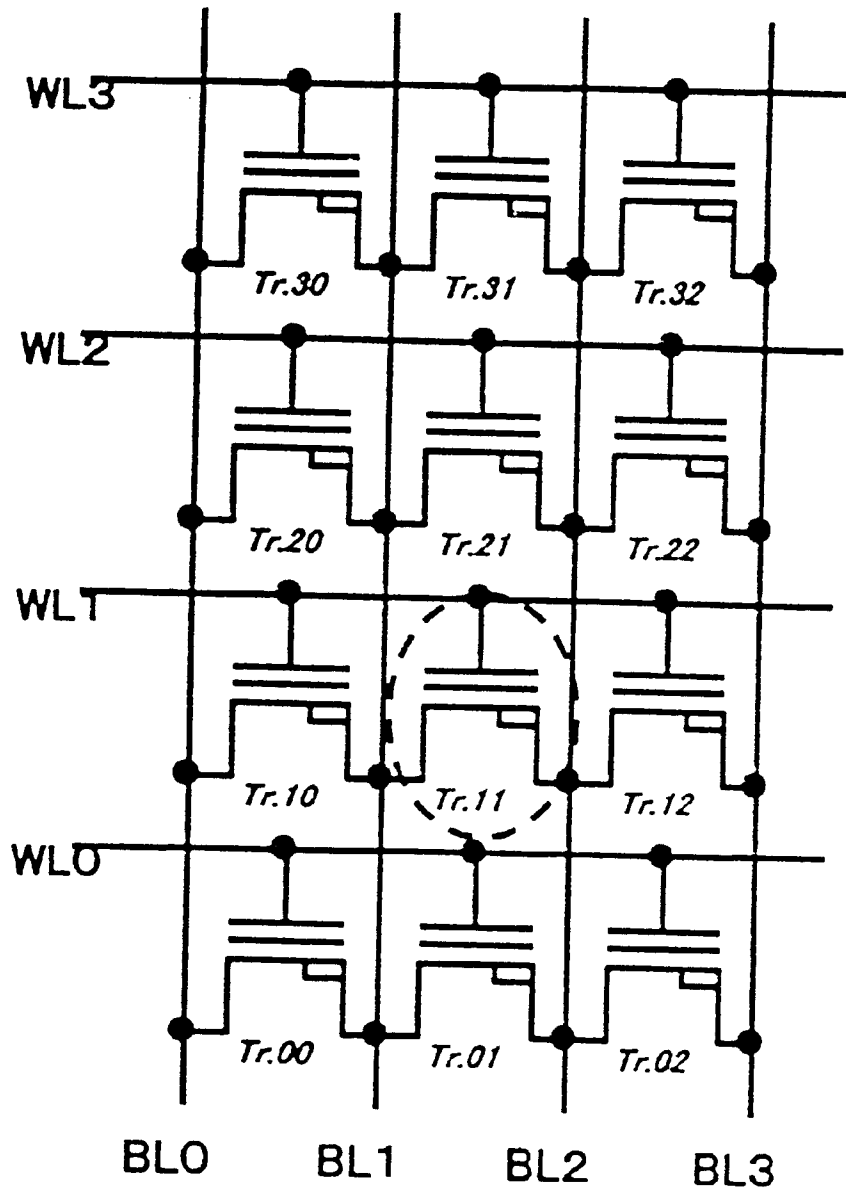 WL3
Tr.30 Tr.31 Tr.32
WL2
Tr.20 Tr.21 Tr.22
WL1
Tr.10 Tr.11 Tr.12
WL0
Tr.00 Tr.01 Tr.02
BL0 BL1 BL2 BL3